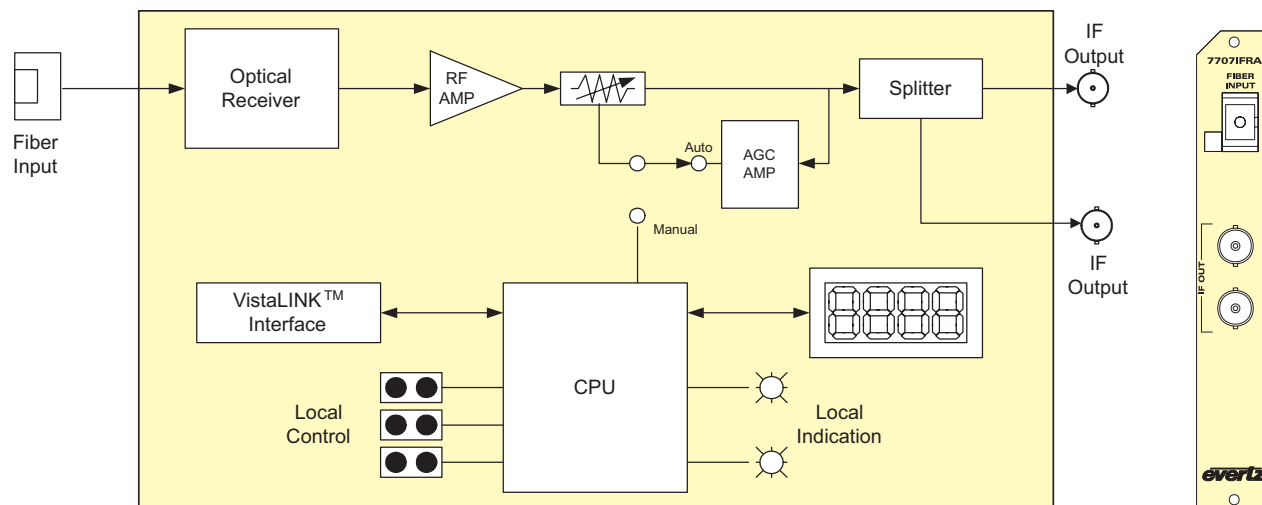 Fiber
Input
Optical
Receiver
RF
AMP
Auto
AGC
AMP
Manual
Splitter
IF
Output
IF
Output
VistaLINK™
Interface
CPU
Local
Control
Local
Indication
7707IFRA
FIBER
INPUT
IF OUT
evertz